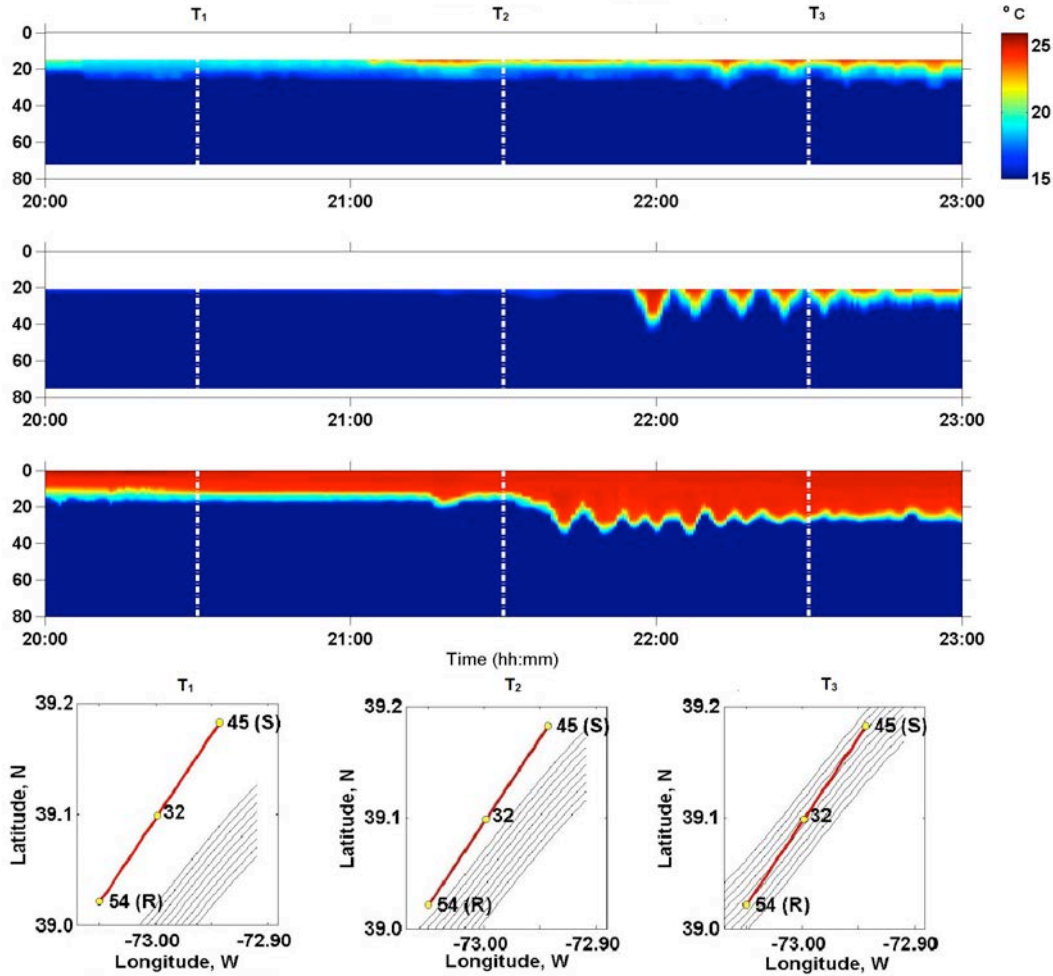 T1 T2 T3 ° C
0
20
40
60
80
20:00 21:00 22:00 23:00
25
20
15
0
20
40
60
80
20:00 21:00 22:00 23:00
0
20
40
60
80
20:00 21:00 22:00 23:00
Time (hh:mm)
T1
39.2
39.1
39.0
Latitude, N
45 (S)
32
54 (R)
-73.00 -72.90
Longitude, W
T2
39.2
39.1
39.0
Latitude, N
45 (S)
32
54 (R)
-73.00 -72.90
Longitude, W
T3
39.2
39.1
39.0
Latitude, N
45 (S)
32
54 (R)
-73.00 -72.90
Longitude, W